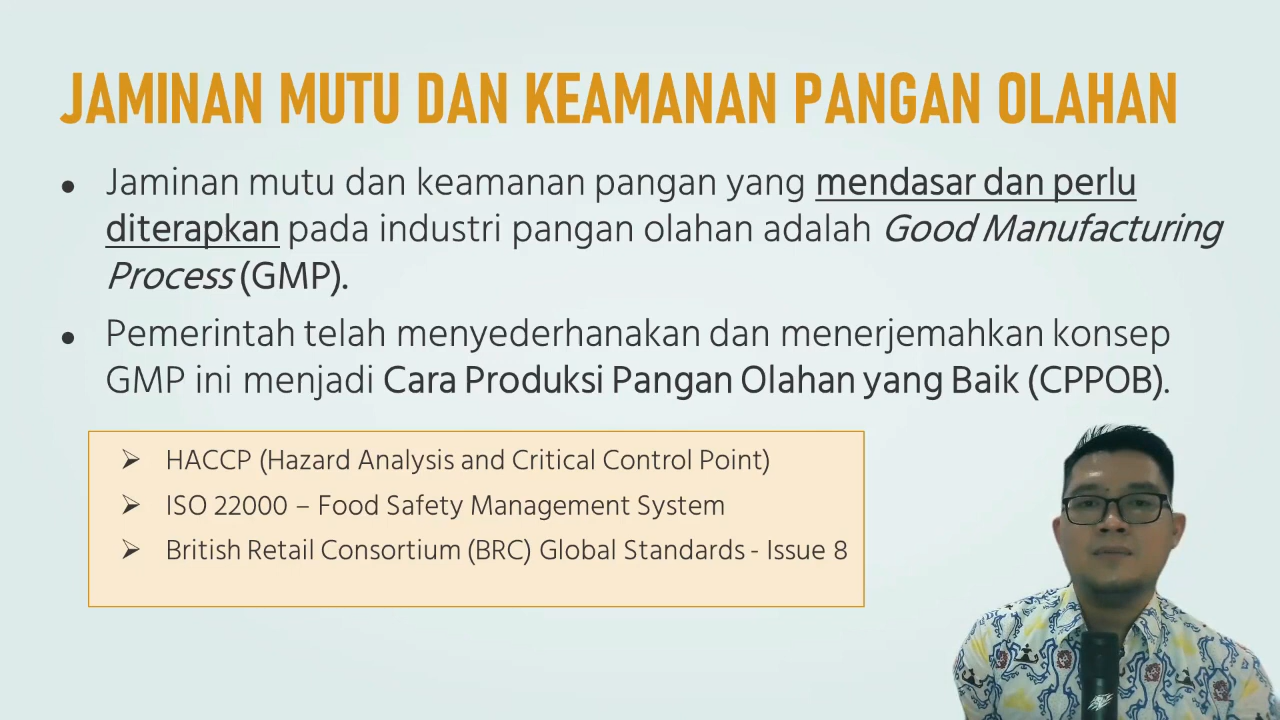 JAMINAN MUTU DAN KEAMANAN PANGAN OLAHAN
• Jaminan mutu dan keamanan pangan yang mendasar dan perlu
diterapkan pada industri pangan olahan adalah Good Manufacturing
Process (GMP).
• Pemerintah telah menyederhanakan dan menerjemahkan konsep
GMP ini menjadi Cara Produksi Pangan Olahan yang Baik (CPPOB).
➢ HACCP (Hazard Analysis and Critical Control Point)
➢ ISO 22000 – Food Safety Management System
➢ British Retail Consortium (BRC) Global Standards - Issue 8